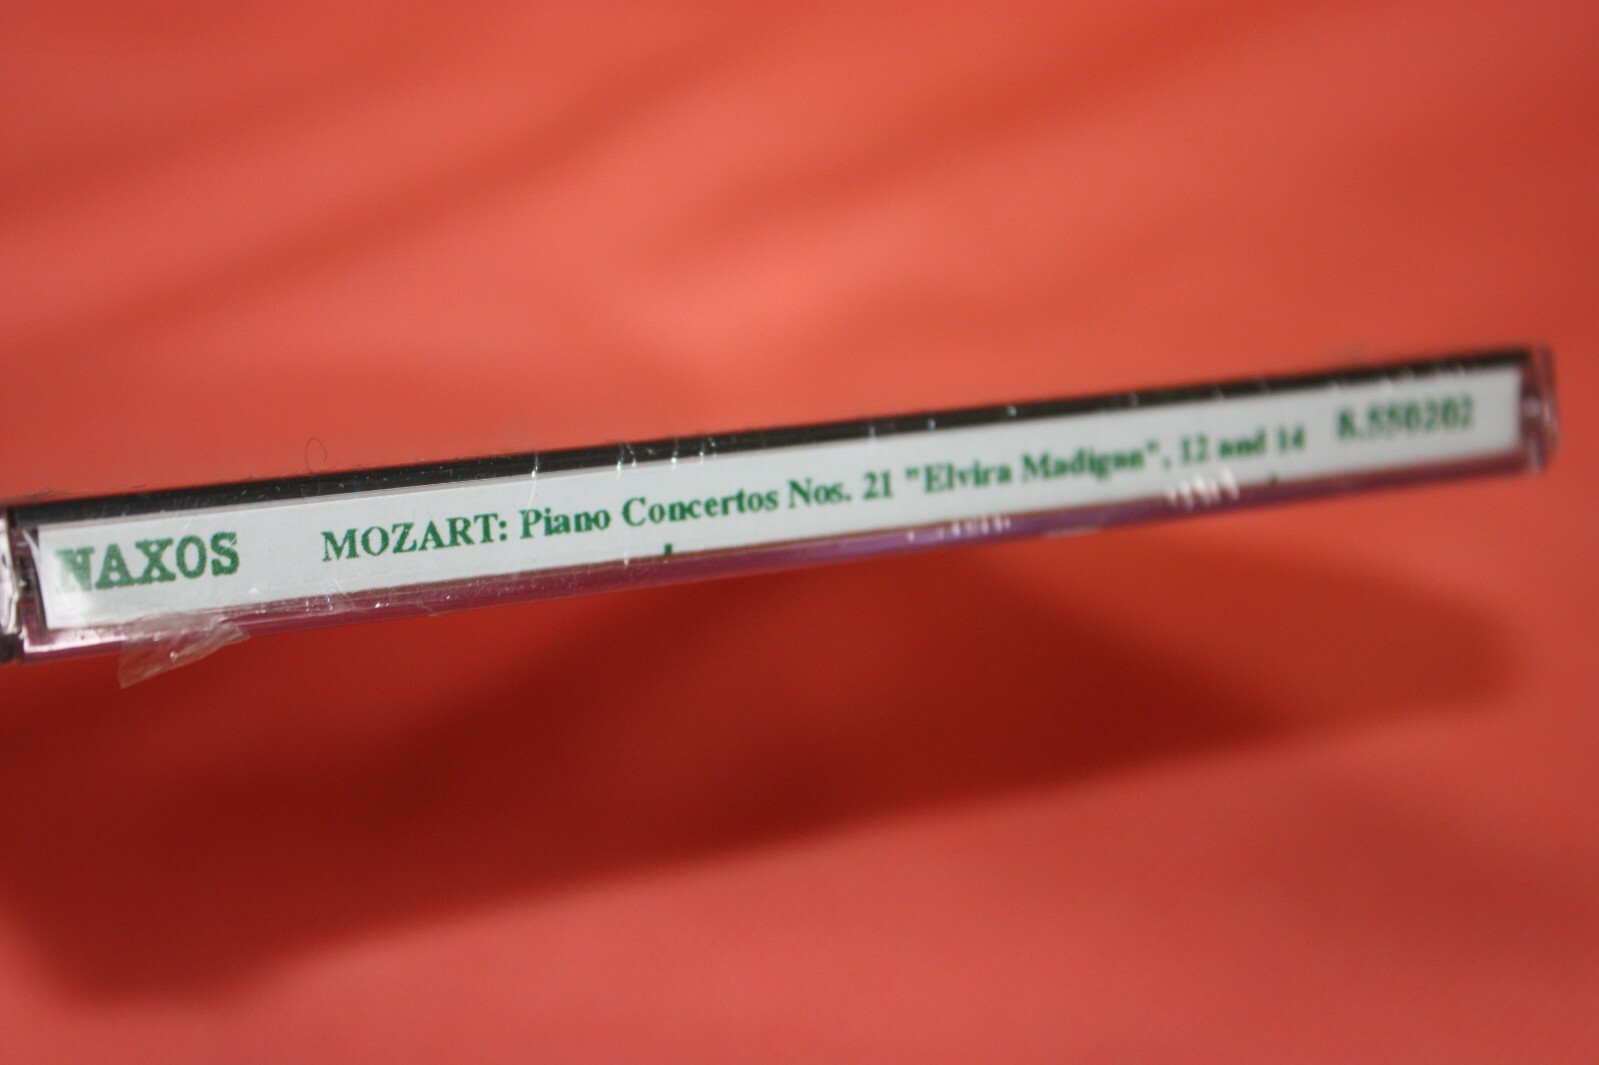 NAXOS MOZART: Piano Concertos Nos. 21 "Elvira Madigan", 12 and 14 8.550202